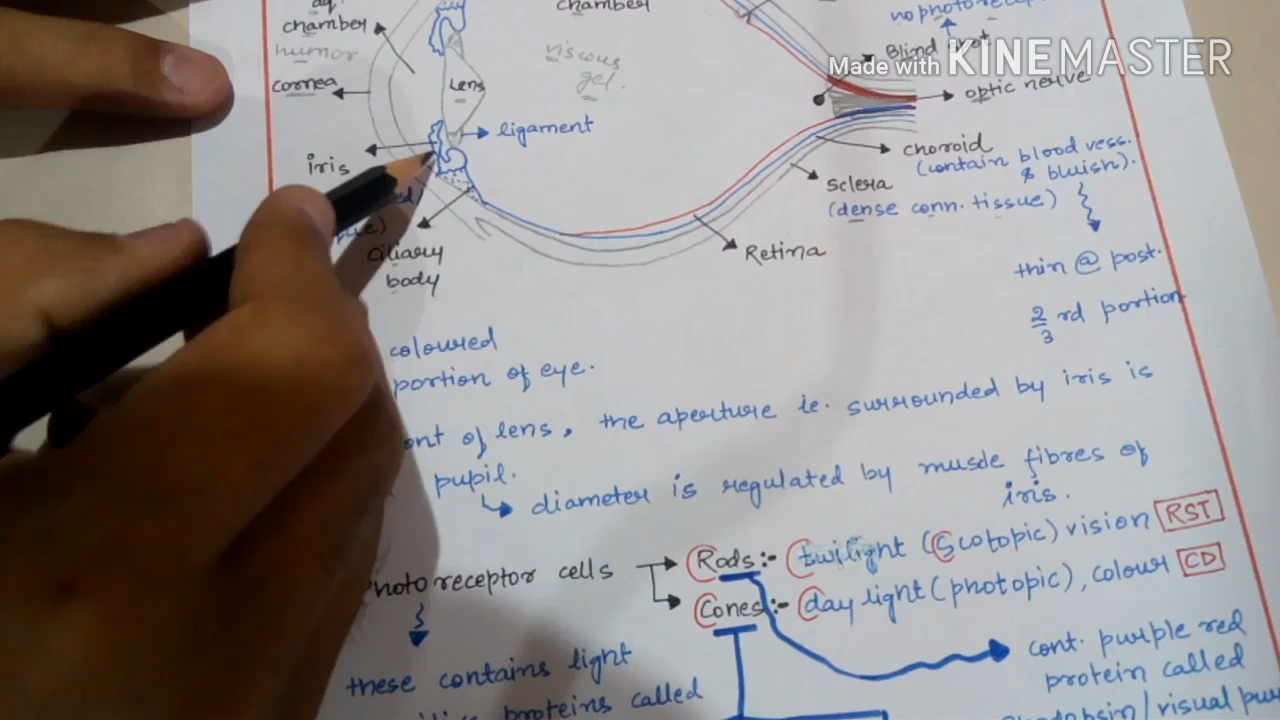 aq.
chamber
humor
cornea
iris
ciliary
body
chamber
viscous
gel.
Lens
ligament
Blind spot
optic nerve
choroid
(contain blood vess.
& bluish).
sclera
(dense conn. tissue)
Retina
thin @ post.
2/3 rd portion
Made with KINEMASTER
coloured
portion of eye.
of lens, the aperture ie. surrounded by iris is
pupil.
diameter is regulated by muscle fibres of
iris.
photoreceptor cells
Rods:- twilight (Scotopic) vision RST
Cones:- day light (photopic), colour CD
these contains light
proteins called
cont. purple red
protein called